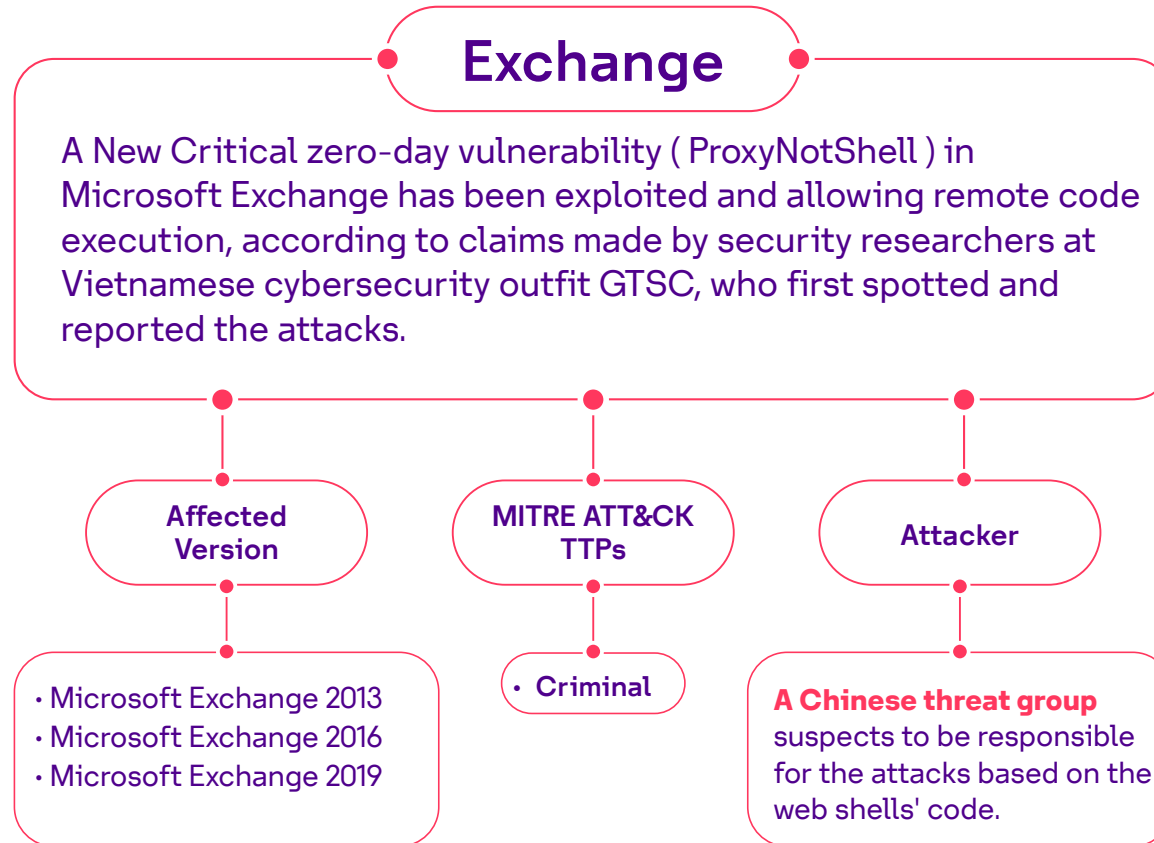 Exchange
A New Critical zero-day vulnerability ( ProxyNotShell ) in
Microsoft Exchange has been exploited and allowing remote code
execution, according to claims made by security researchers at
Vietnamese cybersecurity outfit GTSC, who first spotted and
reported the attacks.
Affected
Version
• Microsoft Exchange 2013
• Microsoft Exchange 2016
• Microsoft Exchange 2019
MITRE ATT&CK
TTPs
• Criminal
Attacker
A Chinese threat group
suspects to be responsible
for the attacks based on the
web shells' code.